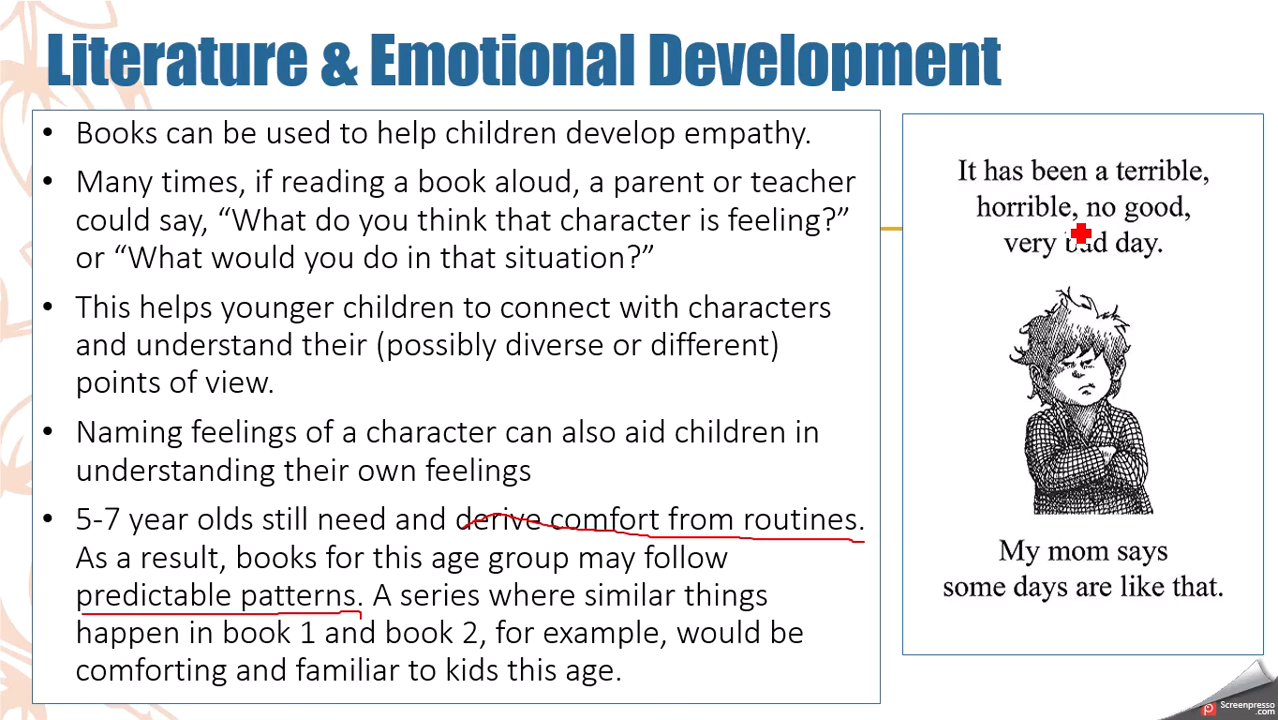 Literature & Emotional Development
• Books can be used to help children develop empathy.
• Many times, if reading a book aloud, a parent or teacher
could say, “What do you think that character is feeling?”
or “What would you do in that situation?”
• This helps younger children to connect with characters
and understand their (possibly diverse or different)
points of view.
• Naming feelings of a character can also aid children in
understanding their own feelings
• 5-7 year olds still need and derive comfort from routines.
As a result, books for this age group may follow
predictable patterns. A series where similar things
happen in book 1 and book 2, for example, would be
comforting and familiar to kids this age.
It has been a terrible,
horrible, no good,
very bad day.
My mom says
some days are like that.
Screenpresso
.com